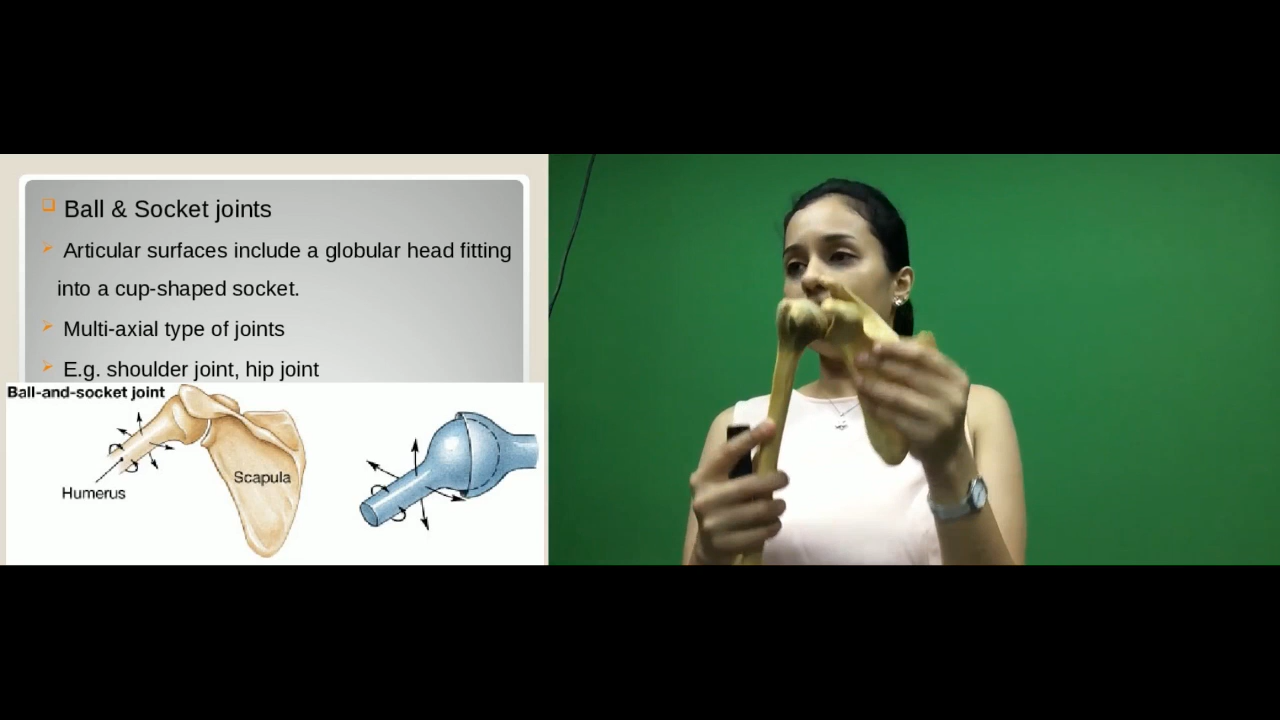 Ball & Socket joints
Articular surfaces include a globular head fitting
into a cup-shaped socket.
Multi-axial type of joints
E.g. shoulder joint, hip joint
Ball-and-socket joint
Scapula
Humerus